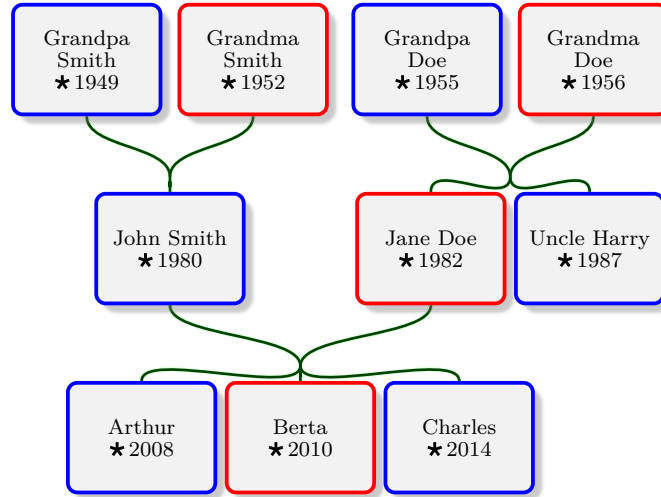 Grandpa
Smith
★ 1949
Grandma
Smith
★ 1952
Grandpa
Doe
★ 1955
Grandma
Doe
★ 1956
John Smith
★ 1980
Jane Doe
★ 1982
Uncle Harry
★ 1987
Arthur
★ 2008
Berta
★ 2010
Charles
★ 2014